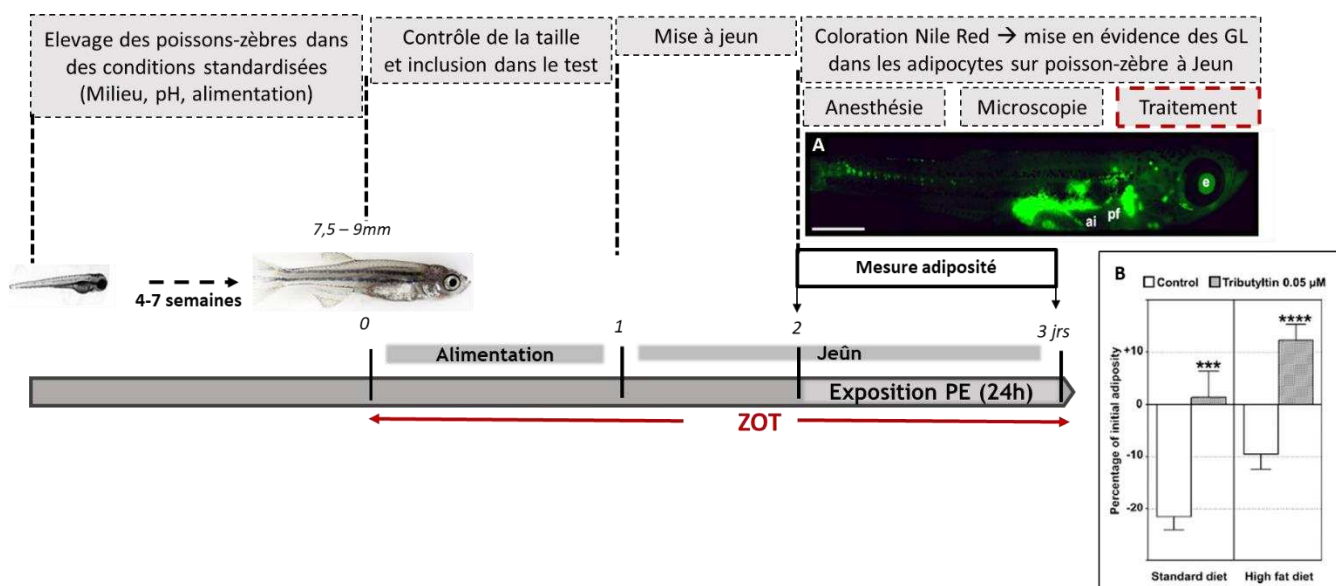 Elevage des poissons-zèbres dans
des conditions standardisées
(Milieu, pH, alimentation)
Contrôle de la taille
et inclusion dans le test
Mise à jeun
Coloration Nile Red → mise en évidence des GL
dans les adipocytes sur poisson-zèbre à Jeun
Anesthésie
Microscopie
Traitement
A
e
ai
pf
7,5 – 9mm
4-7 semaines
Mesure adiposité
0
1
2
3 jrs
Alimentation
Jeûn
Exposition PE (24h)
ZOT
B
Control
Tributyltin 0.05 µM
Percentage of initial adiposity
+10
0
-10
-20
***
****
Standard diet
High fat diet